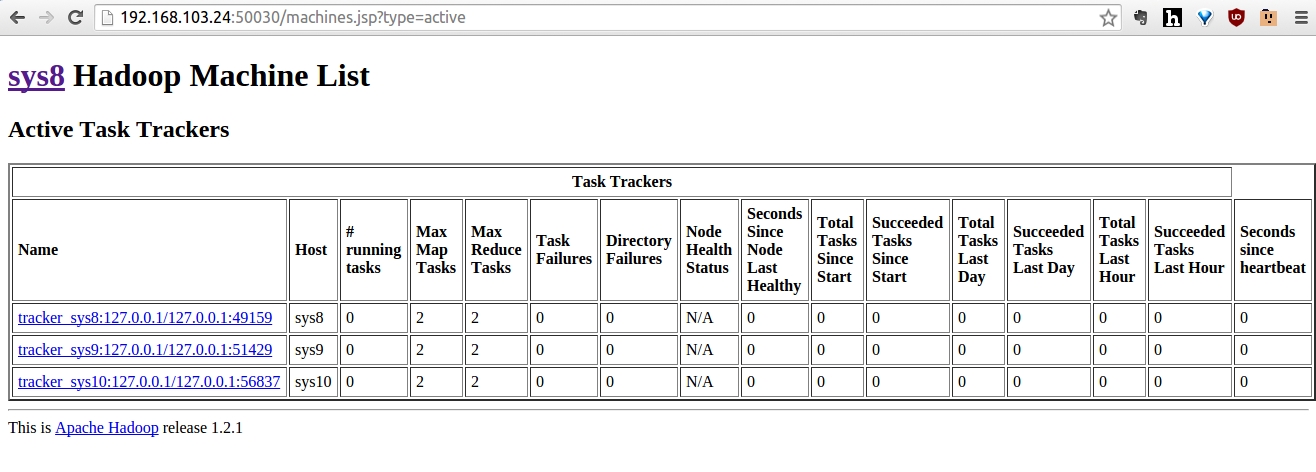 192.168.103.24:50030/machines.jsp?type=active
sys8 Hadoop Machine List
Active Task Trackers
Task Trackers
Name Host # running tasks Max Map Tasks Max Reduce Tasks Task Failures Directory Failures Node Health Status Seconds Since Node Last Healthy Total Tasks Since Start Succeeded Tasks Since Start Total Tasks Last Day Succeeded Tasks Last Day Total Tasks Last Hour Succeeded Tasks Last Hour Seconds since heartbeat
tracker_sys8:127.0.0.1/127.0.0.1:49159 sys8 0 2 2 0 0 N/A 0 0 0 0 0 0 0 0
tracker_sys9:127.0.0.1/127.0.0.1:51429 sys9 0 2 2 0 0 N/A 0 0 0 0 0 0 0 0
tracker_sys10:127.0.0.1/127.0.0.1:56837 sys10 0 2 2 0 0 N/A 0 0 0 0 0 0 0 0
This is Apache Hadoop release 1.2.1